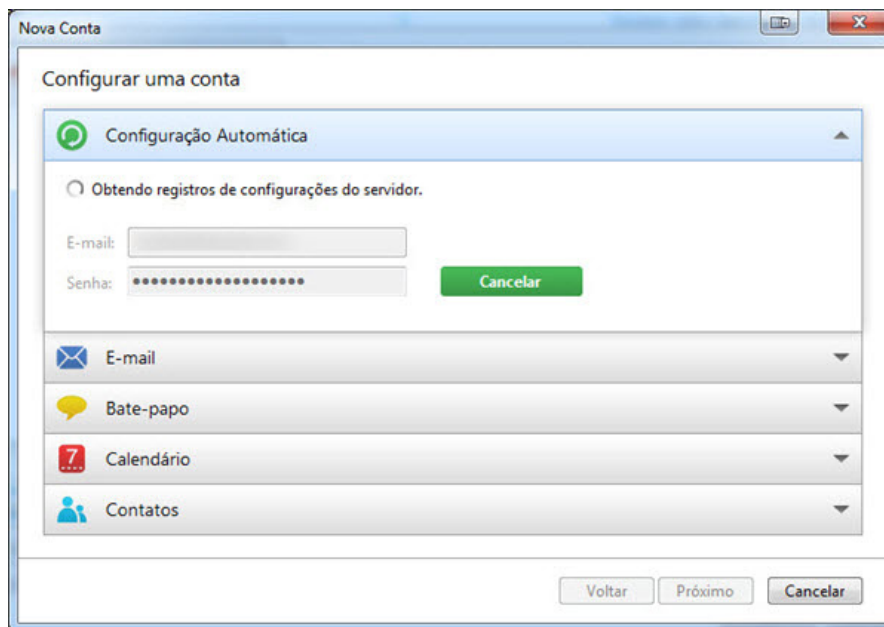 Nova Conta
Configurar uma conta
Configuração Automática
Obtendo registros de configurações do servidor.
E-mail:
Senha: •••••••••••••••••••
Cancelar
E-mail
Bate-papo
7
Calendário
Contatos
Voltar Próximo Cancelar